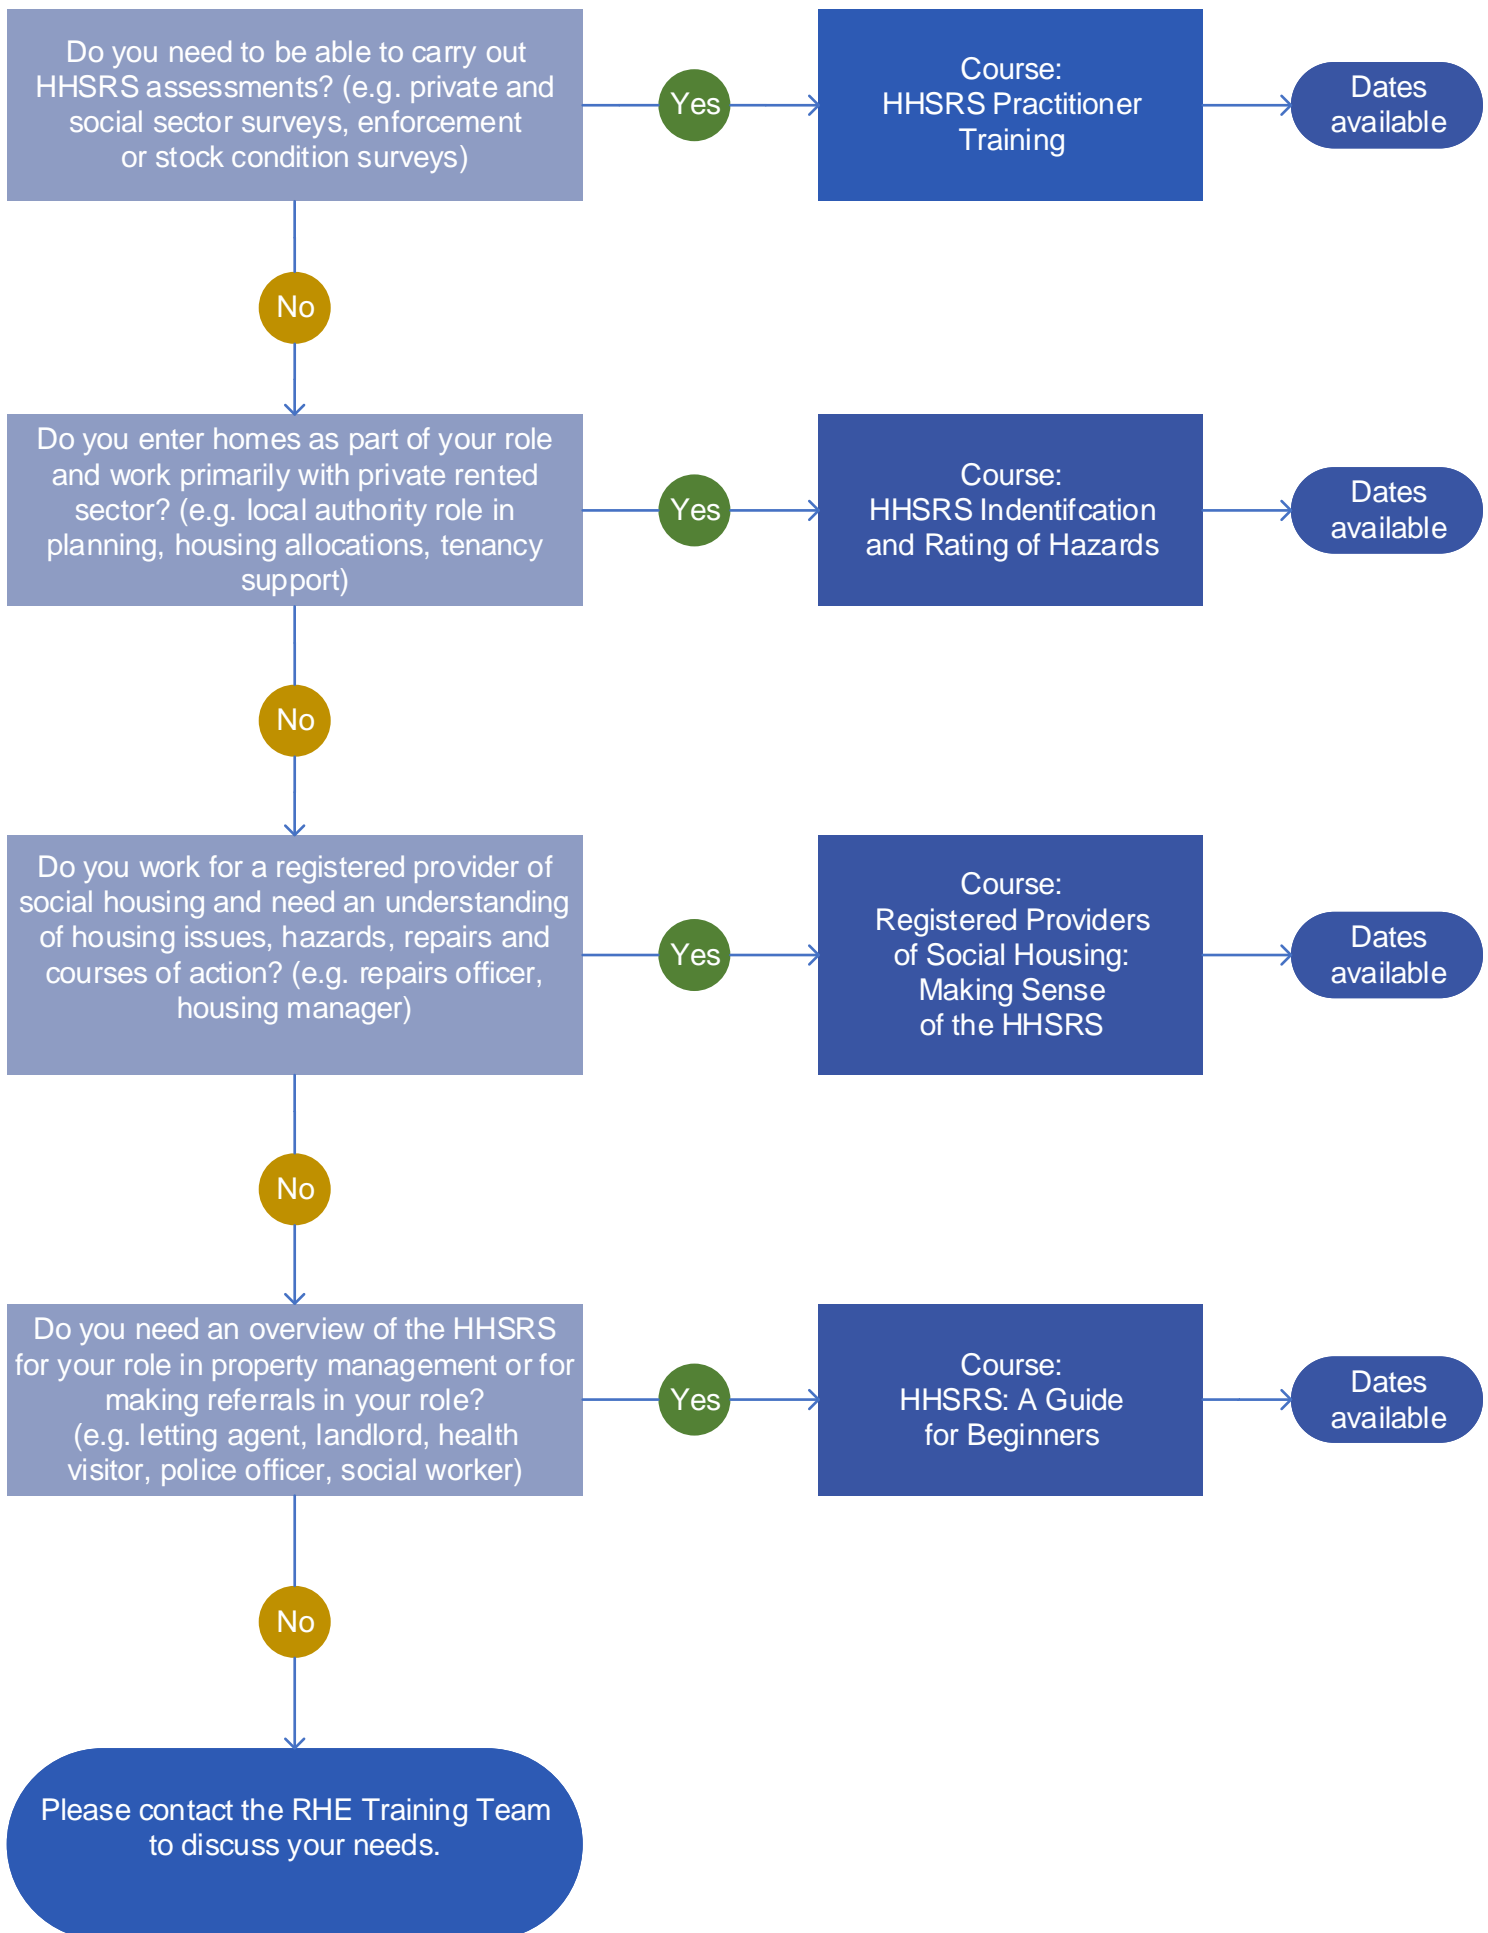 Do you need to be able to carry out
HHSRS assessments? (e.g. private and
social sector surveys, enforcement
or stock condition surveys)
Yes
Course:
HHSRS Practitioner
Training
Dates
available
No
Do you enter homes as part of your role
and work primarily with private rented
sector? (e.g. local authority role in
planning, housing allocations, tenancy
support)
Yes
Course:
HHSRS Indentifcation
and Rating of Hazards
Dates
available
No
Do you work for a registered provider of
social housing and need an understanding
of housing issues, hazards, repairs and
courses of action? (e.g. repairs officer,
housing manager)
Yes
Course:
Registered Providers
of Social Housing:
Making Sense
of the HHSRS
Dates
available
No
Do you need an overview of the HHSRS
for your role in property management or for
making referrals in your role?
(e.g. letting agent, landlord, health
visitor, police officer, social worker)
Yes
Course:
HHSRS: A Guide
for Beginners
Dates
available
No
Please contact the RHE Training Team
to discuss your needs.